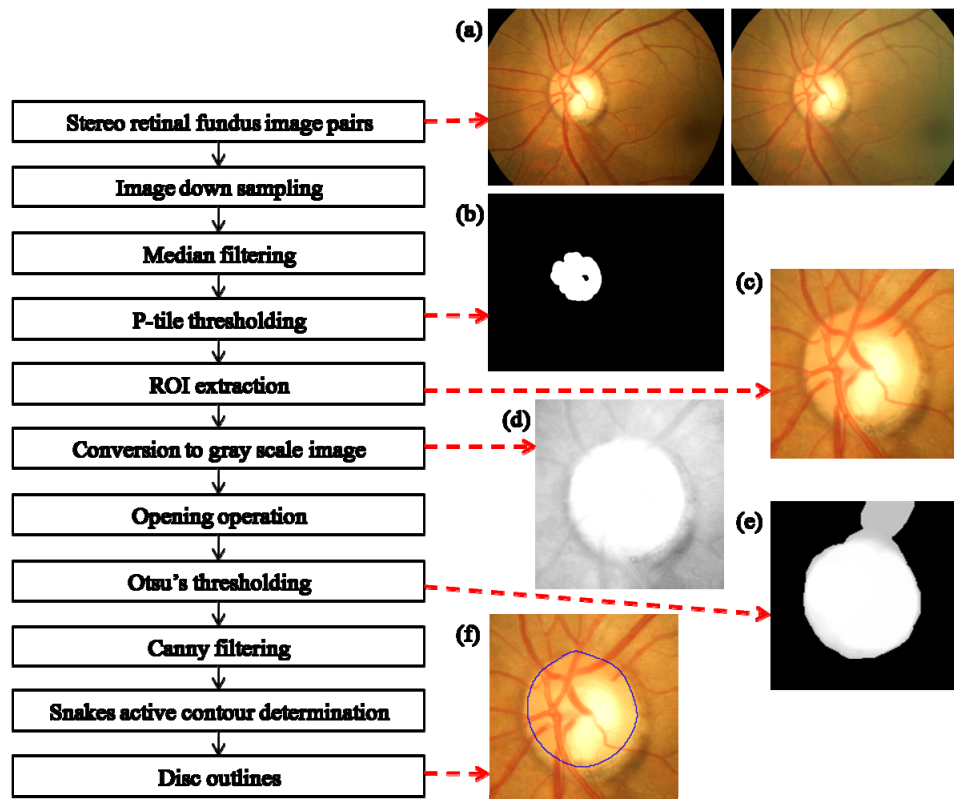 (a)
Stereo retinal fundus image pairs
Image down sampling
(b)
Median filtering
(c)
P-tile thresholding
ROI extraction
(d)
Conversion to gray scale image
(e)
Opening operation
Otsu's thresholding
(f)
Canny filtering
Snakes active contour determination
Disc outlines